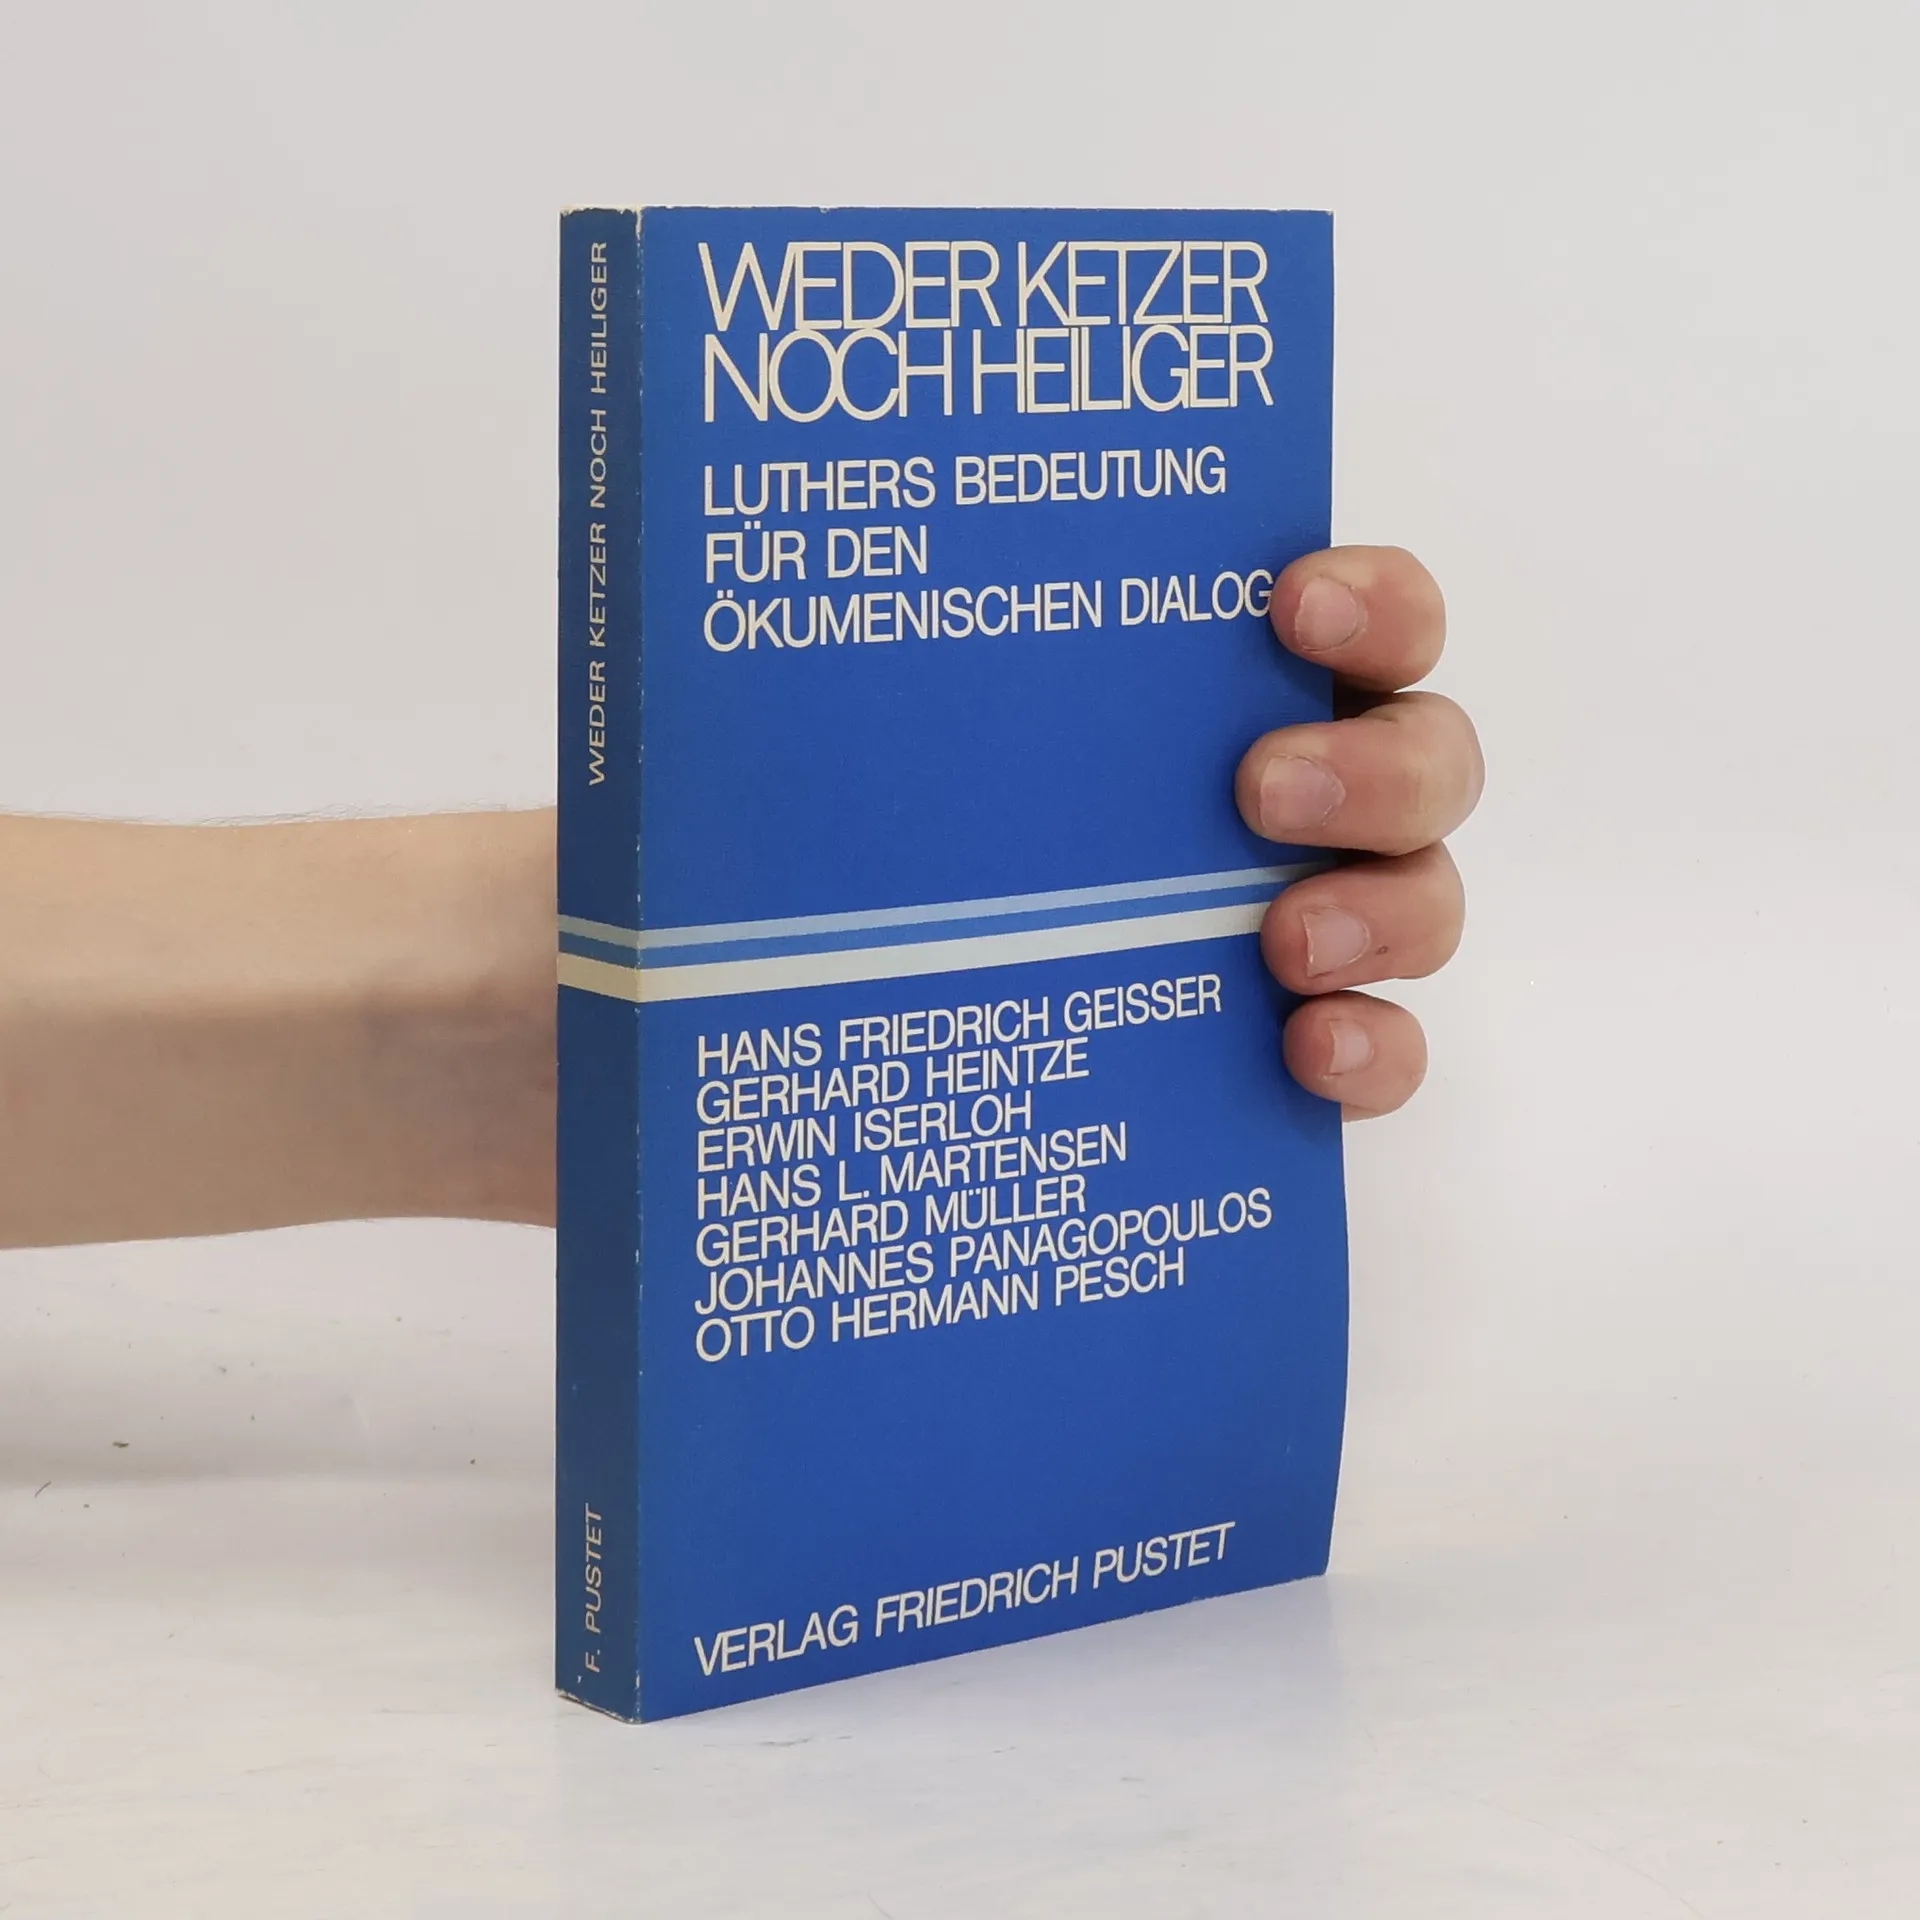 WEDER KETZER NOCH HEILIGER
F. PUSTET
WEDER KETZER
NOCH HEILIGER
LUTHERS BEDEUTUNG
FÜR DEN
ÖKUMENISCHEN DIALOG
HANS FRIEDRICH GEISSER
GERHARD HEINTZE
ERWIN ISERLOH
HANS L. MARTENSEN
GERHARD MÜLLER
JOHANNES PANAGOPOULOS
OTTO HERMANN PESCH
VERLAG FRIEDRICH PUSTET